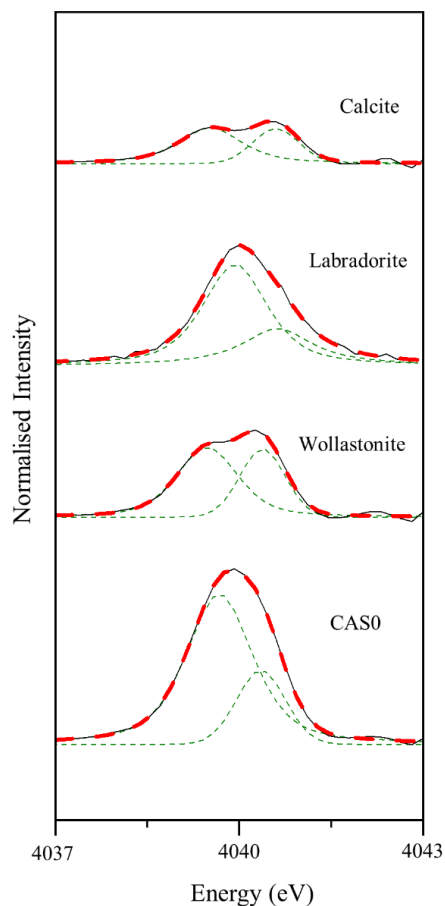 Calcite
Labradorite
Wollastonite
CAS0
Normalised Intensity
4037
4040
4043
Energy (eV)